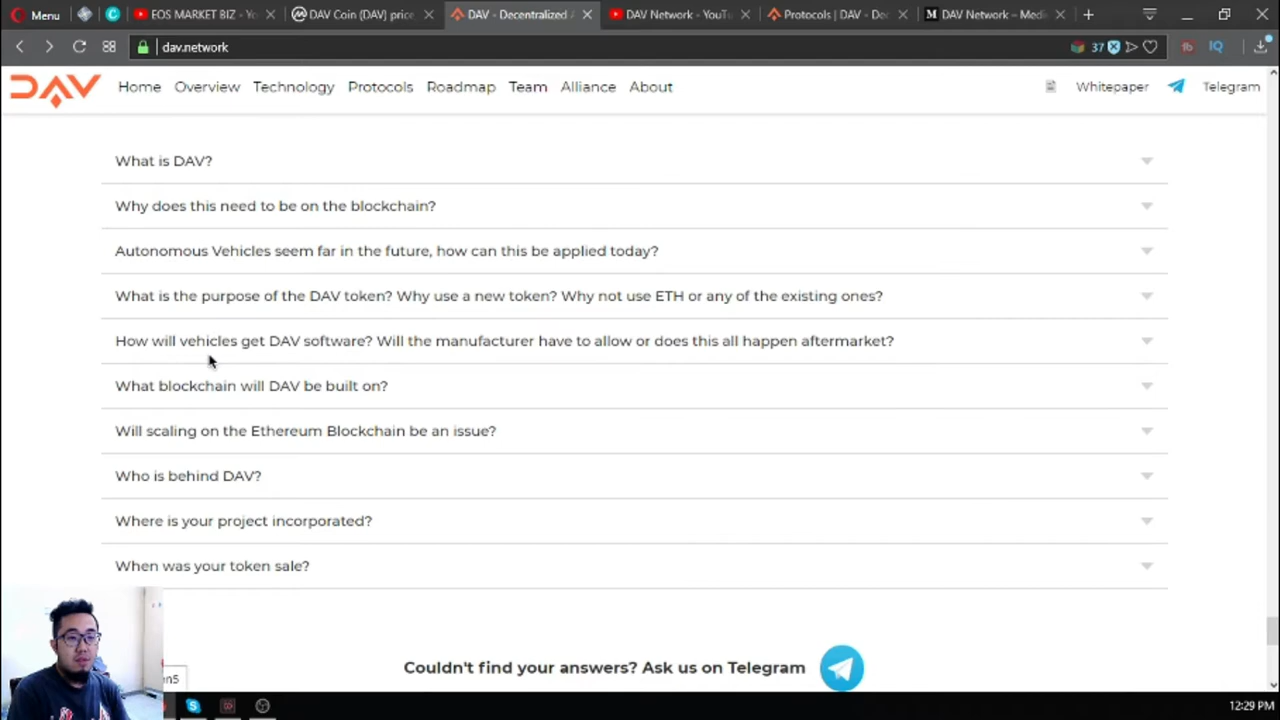 Menu
EOS MARKET BIZ - Yo
DAV Coin (DAV) price
DAV - Decentralized A
DAV Network - YouTu
Protocols | DAV - Dec
DAV Network – Medi
dav.network
37
IQ
DAV
Home
Overview
Technology
Protocols
Roadmap
Team
Alliance
About
Whitepaper
Telegram
What is DAV?
Why does this need to be on the blockchain?
Autonomous Vehicles seem far in the future, how can this be applied today?
What is the purpose of the DAV token? Why use a new token? Why not use ETH or any of the existing ones?
How will vehicles get DAV software? Will the manufacturer have to allow or does this all happen aftermarket?
What blockchain will DAV be built on?
Will scaling on the Ethereum Blockchain be an issue?
Who is behind DAV?
Where is your project incorporated?
When was your token sale?
Couldn't find your answers? Ask us on Telegram
en5
12:29 PM